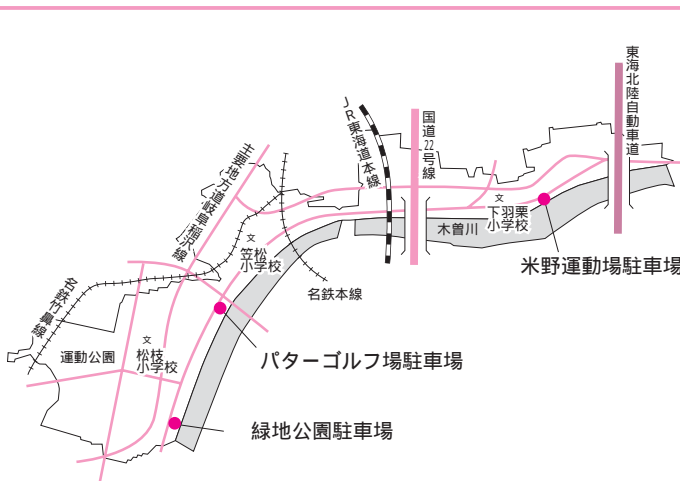 東海北陸自動車道
JR東海道本線
国道22号線
主要地方道岐阜稲沢線
文
下羽栗
小学校
木曽川
米野運動場駐車場
文
笠松
小学校
名鉄本線
名鉄竹鼻線
文
松枝
小学校
運動公園
パターゴルフ場駐車場
緑地公園駐車場